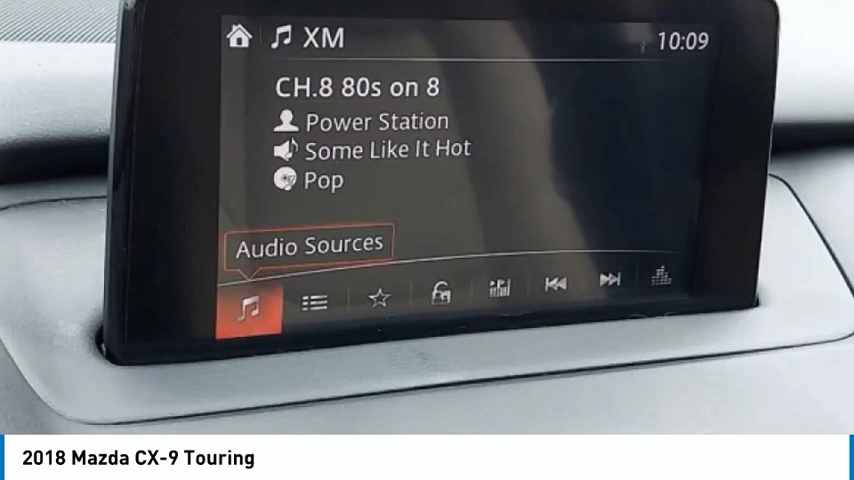 XM
10:09
CH.8 80s on 8
Power Station
Some Like It Hot
Pop
Audio Sources
2018 Mazda CX-9 Touring